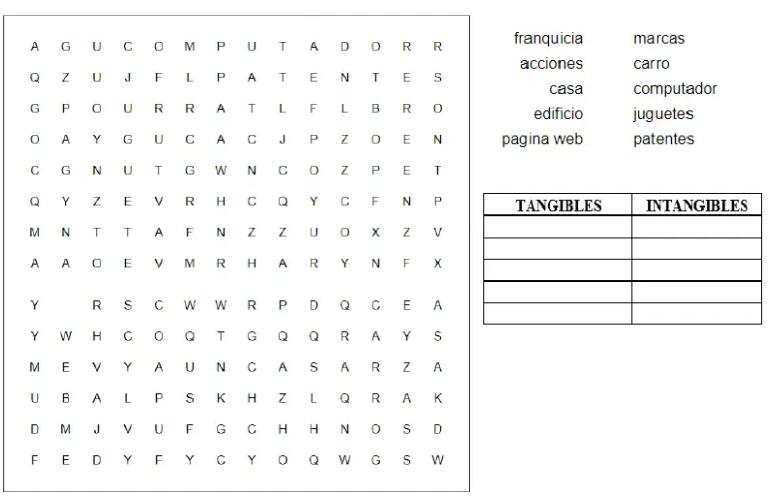 A G U C O M P U T A D O R R
Q Z U J F L P A T E N T E S
G P O U R R A T L F L B R O
O A Y G U C A C J P Z O E N
C G N U T G W N C O Z P E T
Q Y Z E V R H C Q Y C F N P
M N T T A F N Z Z U O X Z V
A A O E V M R H A R Y N F X
Y R S C W W R P D Q C E A
Y W H C O Q T G Q Q R A Y S
M E V Y A U N C A S A R Z A
U B A L P S K H Z L Q R A K
D M J V U F G C H H N O S D
F E D Y F Y C Y O Q W G S W
franquicia marcas
acciones carro
casa computador
edificio juguetes
pagina web patentes
TANGIBLES INTANGIBLES